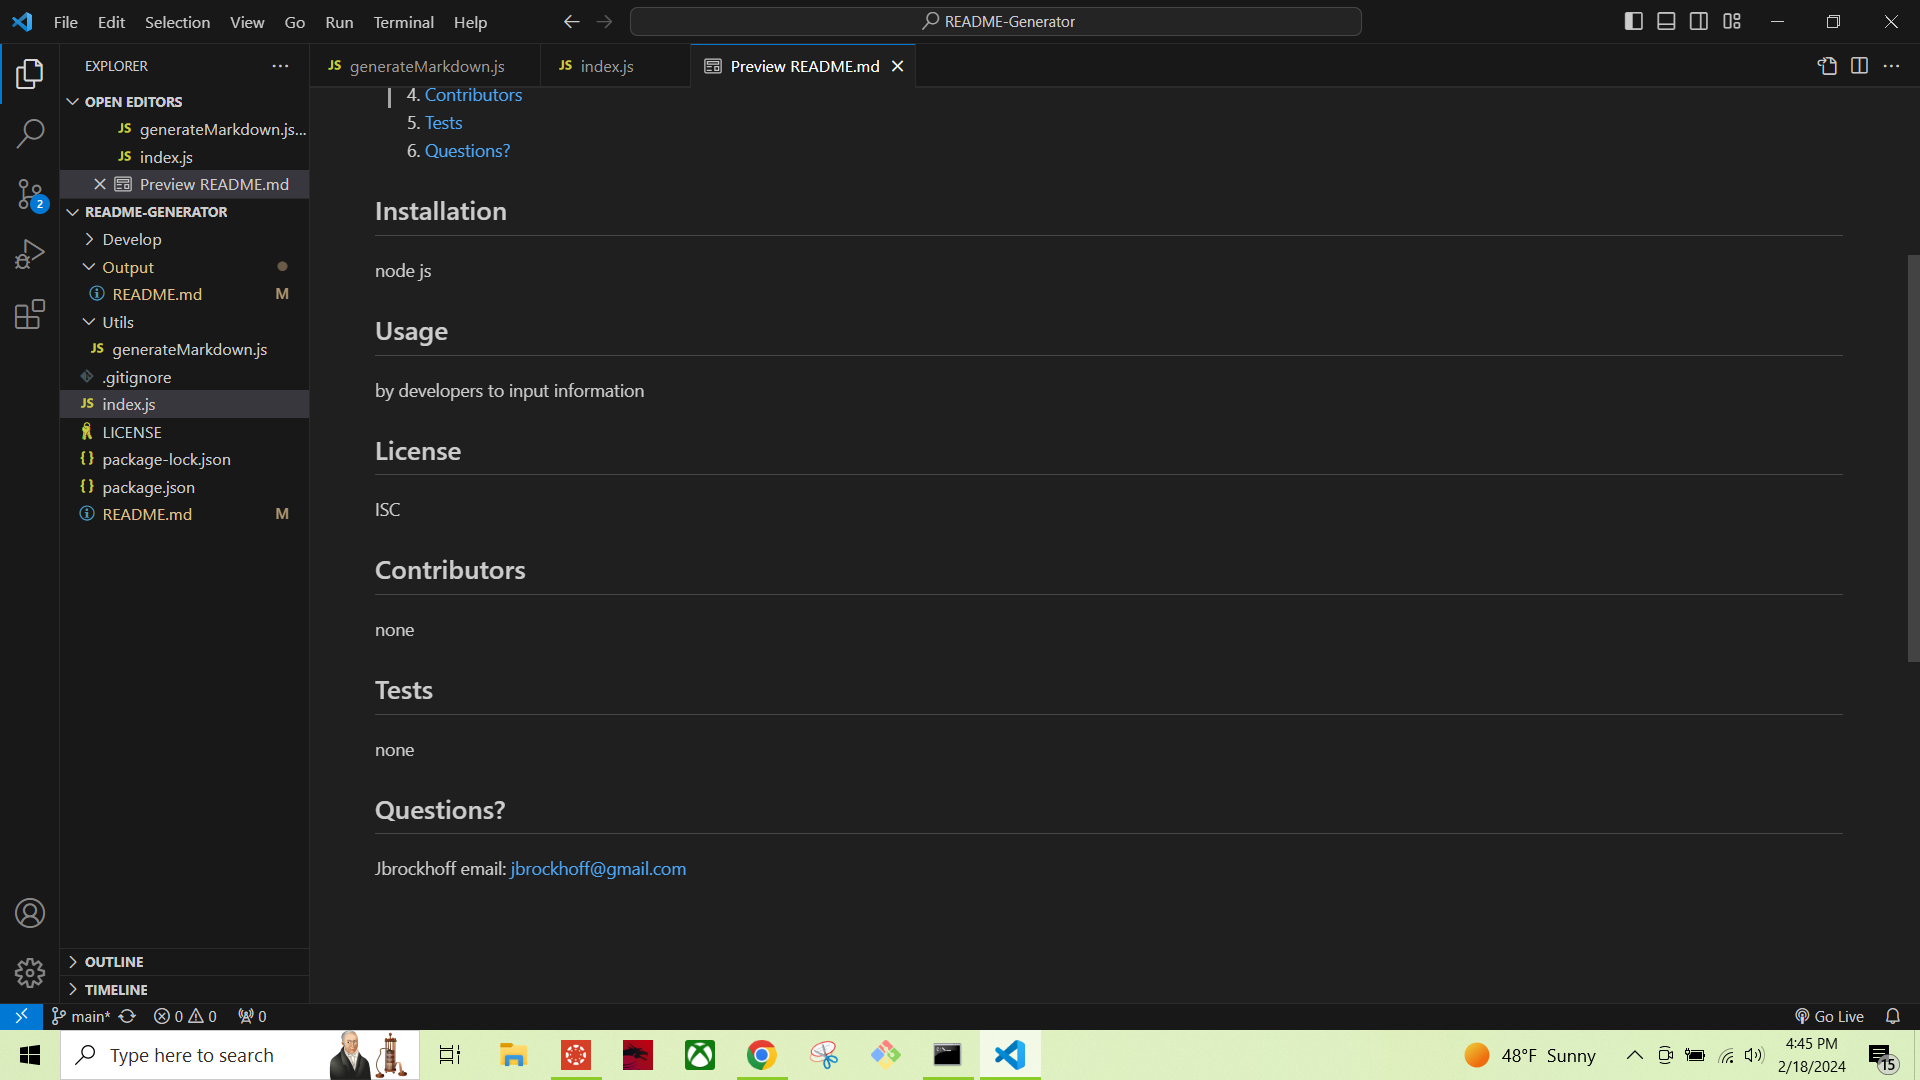 File Edit Selection View Go Run Terminal Help
README-Generator
EXPLORER
OPEN EDITORS
JS generateMarkdown.js...
JS index.js
Preview README.md
README-GENERATOR
Develop
Output
README.md M
Utils
JS generateMarkdown.js
.gitignore
JS index.js
LICENSE
{} package-lock.json
{} package.json
README.md M
OUTLINE
TIMELINE
2
JS generateMarkdown.js
JS index.js
Preview README.md
4. Contributors
5. Tests
6. Questions?
Installation
node js
Usage
by developers to input information
License
ISC
Contributors
none
Tests
none
Questions?
Jbrockhoff email: jbrockhoff@gmail.com
main* 0 0 0
Go Live
Type here to search
48°F Sunny
4:45 PM
2/18/2024
15